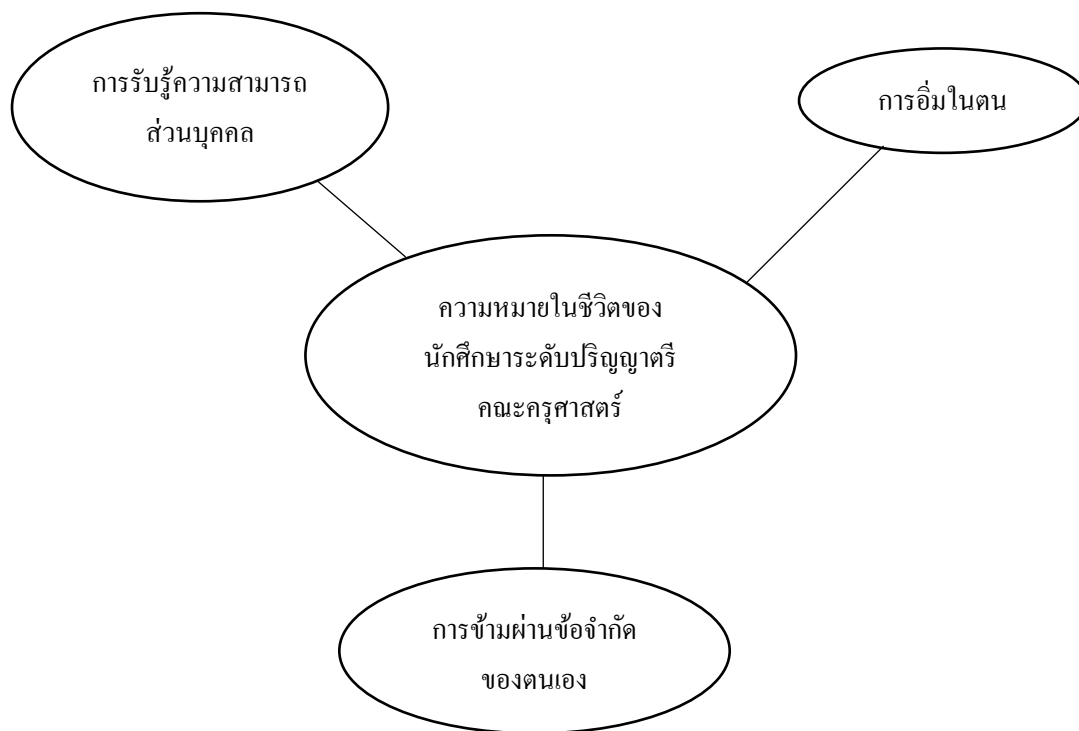 การรับรู้ความสามารถ
ส่วนบุคคล
การอิ่มในตน
ความหมายในชีวิตของ
นักศึกษาระดับปริญญาตรี
คณะครุศาสตร์
การข้ามผ่านข้อจำกัด
ของตนเอง